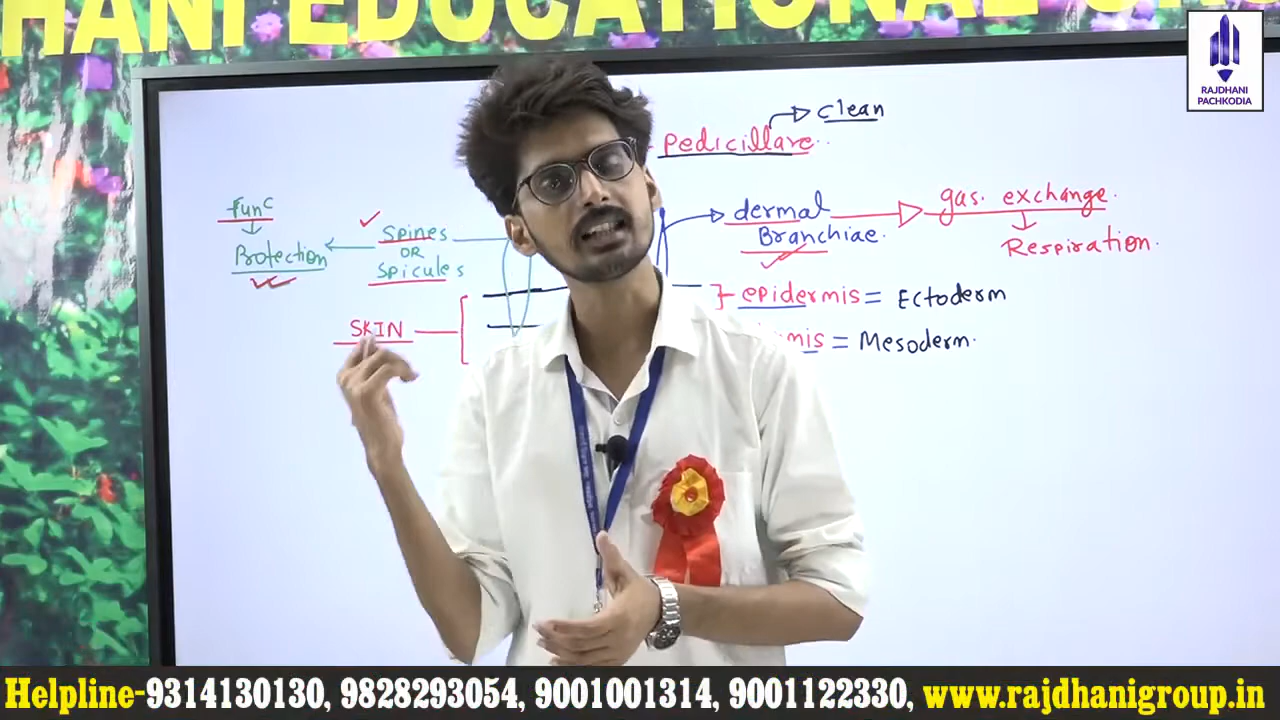 HANI EDUCATIONAL
RAJDHANI
PACHKODIA
clean
Pedicillare..
func
Protection
Spines
OR
Spicules
dermal
Branchiae.
gas. exchange.
Respiration.
SKIN
epidermis = Ectoderm
mis = Mesoderm.
Helpline-9314130130, 9828293054, 9001001314, 9001122330, www.rajdhanigroup.in